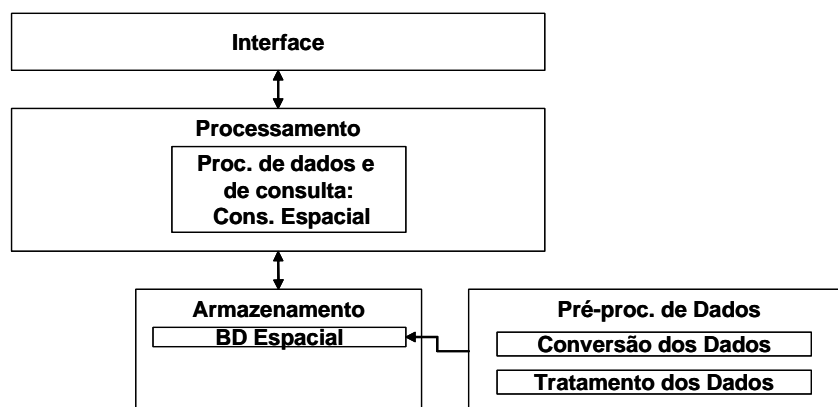 Interface
Processamento
Proc. de dados e
de consulta:
Cons. Espacial
Armazenamento
BD Espacial
Pré-proc. de Dados
Conversão dos Dados
Tratamento dos Dados